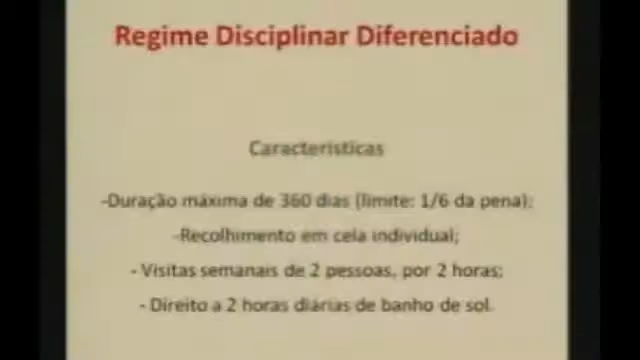 Regime Disciplinar Diferenciado
Características
-Duração máxima de 360 dias (limite: 1/6 da pena);
-Recolhimento em cela individual;
- Visitas semanais de 2 pessoas, por 2 horas;
- Direito a 2 horas diárias de banho de sol.